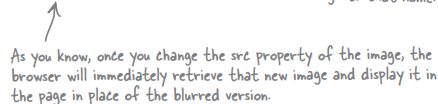 As you know, once you change the src property of the image, the
browser will immediately retrieve that new image and display it in
the page in place of the blurred version.